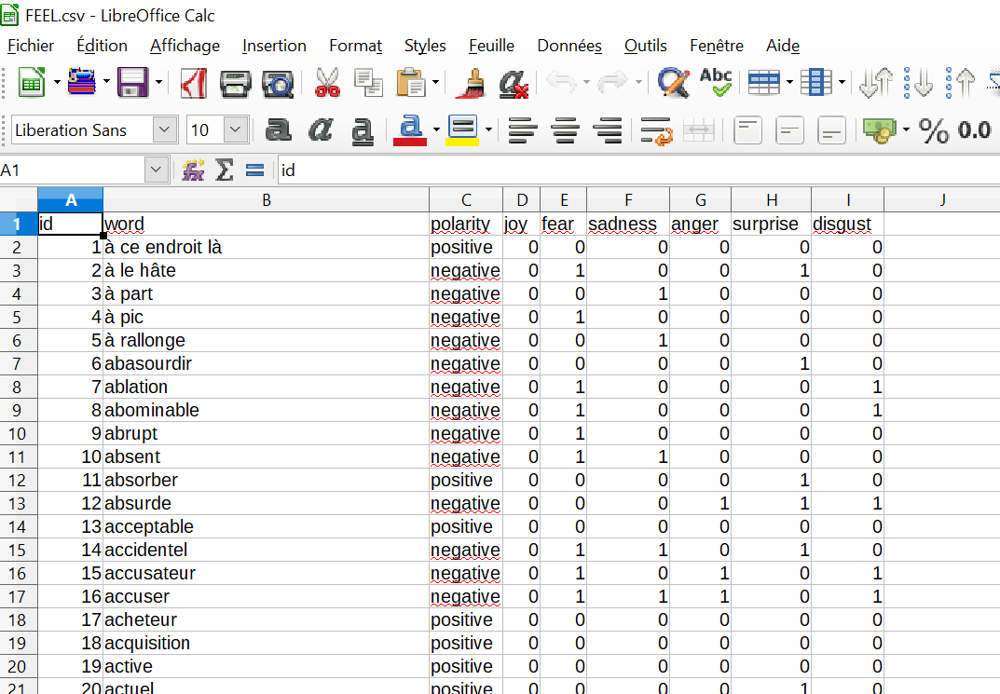 FEEL.csv - LibreOffice Calc
Fichier Édition Affichage Insertion Format Styles Feuille Données Outils Fenêtre Aide
Abc
Liberation Sans 10 a a a a % 0.0
A1 fx Σ = id
A B C D E F G H I J
1 id word polarity joy fear sadness anger surprise disgust
2 1 à ce endroit là positive 0 0 0 0 0 0
3 2 à le hâte negative 0 1 0 0 1 0
4 3 à part negative 0 0 1 0 0 0
5 4 à pic negative 0 1 0 0 0 0
6 5 à rallonge negative 0 0 1 0 0 0
7 6 abasourdir negative 0 0 0 0 1 0
8 7 ablation negative 0 1 0 0 0 1
9 8 abominable negative 0 1 0 0 0 1
10 9 abrupt negative 0 1 0 0 0 0
11 10 absent negative 0 1 1 0 0 0
12 11 absorber positive 0 0 0 0 1 0
13 12 absurde negative 0 0 0 1 1 1
14 13 acceptable positive 0 0 0 0 0 0
15 14 accidentel negative 0 1 1 0 1 0
16 15 accusateur negative 0 1 0 1 0 1
17 16 accuser negative 0 1 1 1 0 1
18 17 acheteur positive 0 0 0 0 0 0
19 18 acquisition positive 0 0 0 0 0 0
20 19 active positive 0 0 0 0 0 0
21 20 actuel positive 0 0 0 0 1 0